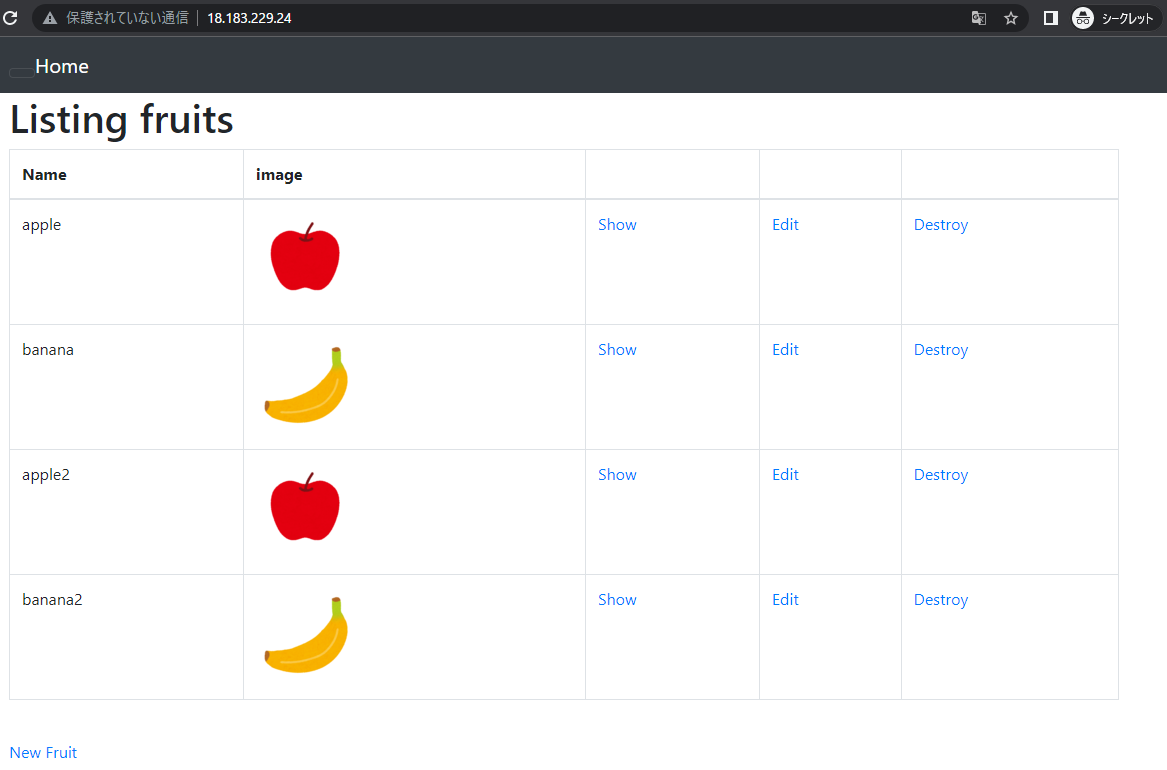 保護されていない通信 18.183.229.24 シークレット
Home
Listing fruits
Name image
apple Show Edit Destroy
banana Show Edit Destroy
apple2 Show Edit Destroy
banana2 Show Edit Destroy
New Fruit